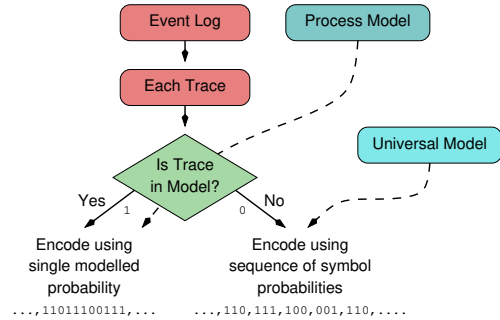 Event Log
Process Model
Each Trace
Universal Model
Is Trace
in Model?
Yes
No
1
0
Encode using
single modelled
probability
Encode using
sequence of symbol
probabilities
...,11011100111,...
...,110,111,100,001,110,....